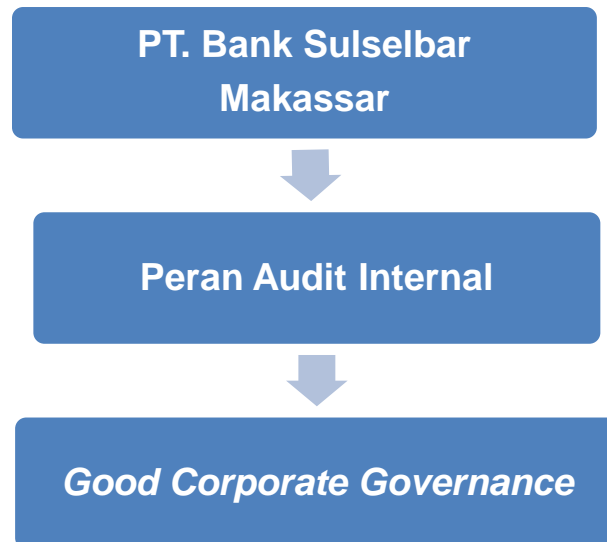 PT. Bank Sulselbar
Makassar
Peran Audit Internal
Good Corporate Governance